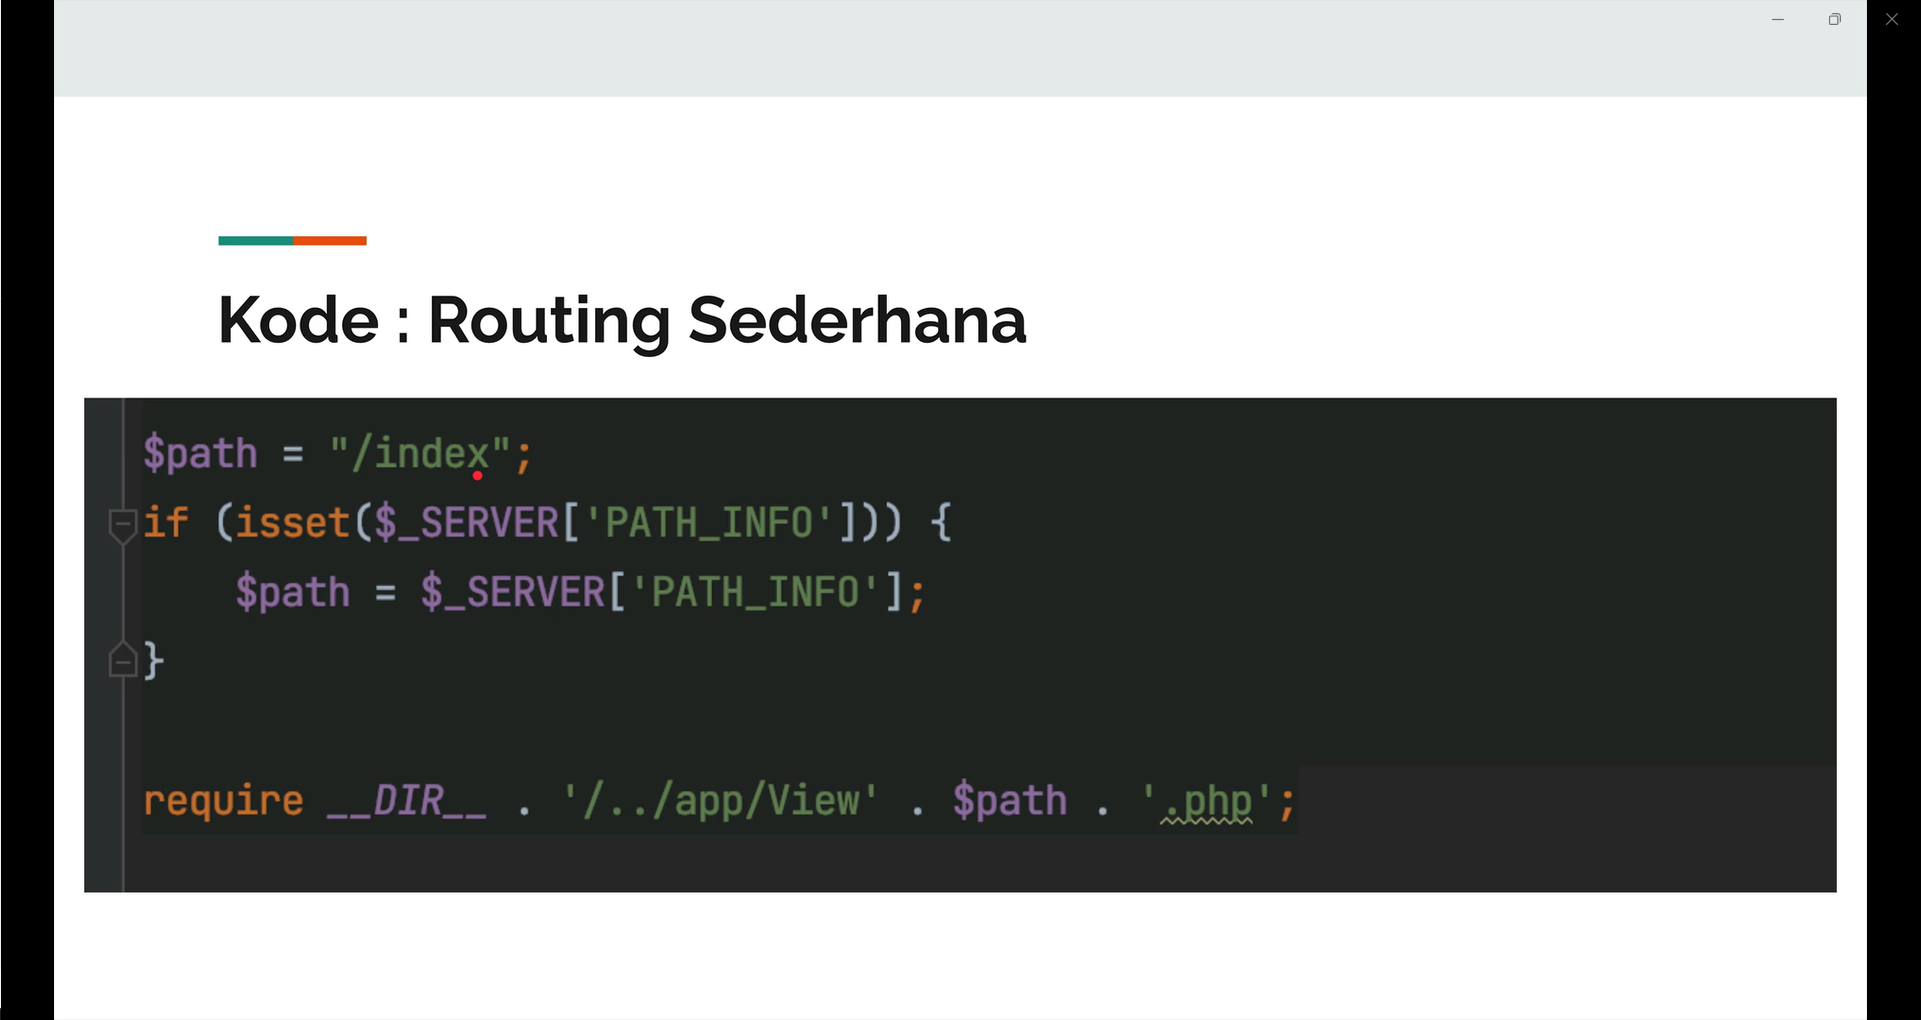 Kode : Routing Sederhana
$path = "/index";
if (isset($_SERVER['PATH_INFO'])) {
    $path = $_SERVER['PATH_INFO'];
}
require __DIR__ . '/../app/View' . $path . '.php';